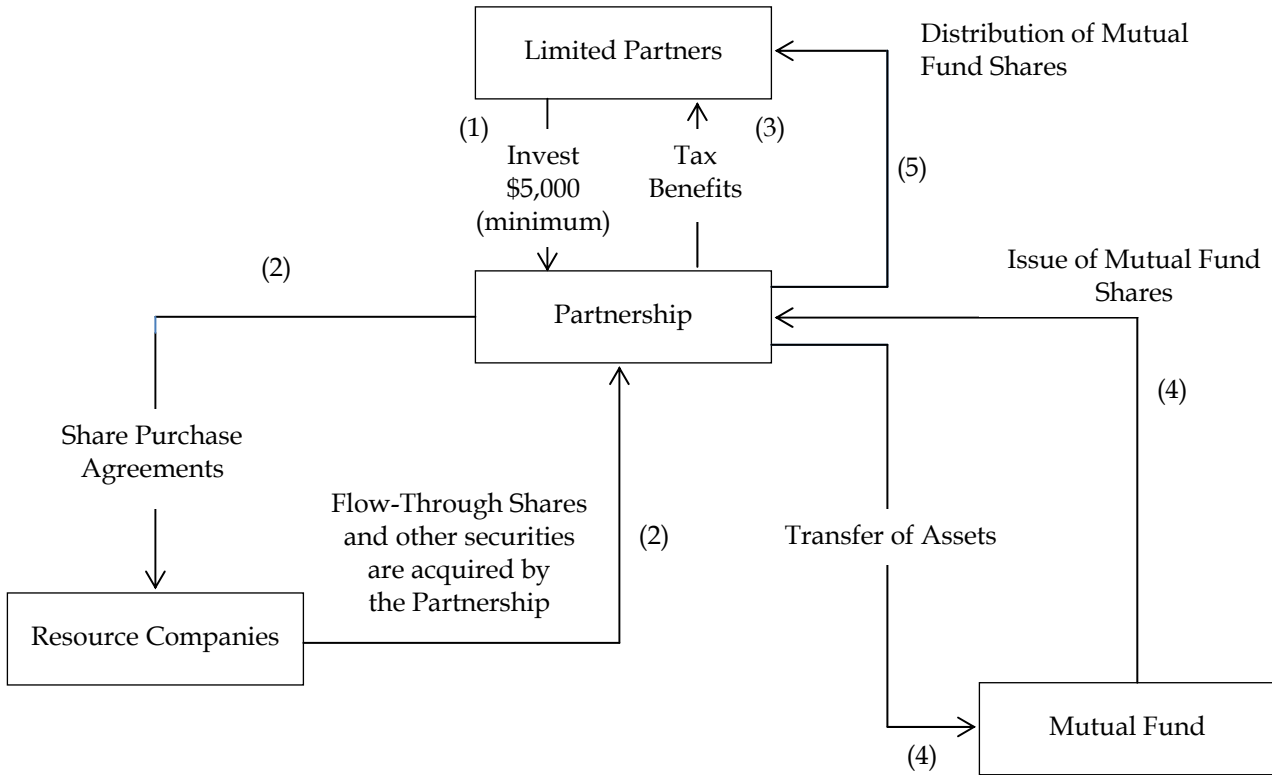 Limited Partners
Distribution of Mutual
Fund Shares
(1)
(3)
Invest
$5,000
(minimum)
Tax
Benefits
(5)
(2)
Issue of Mutual Fund
Shares
Partnership
(4)
Share Purchase
Agreements
Flow-Through Shares
and other securities
are acquired by
the Partnership
(2)
Transfer of Assets
Resource Companies
Mutual Fund
(4)